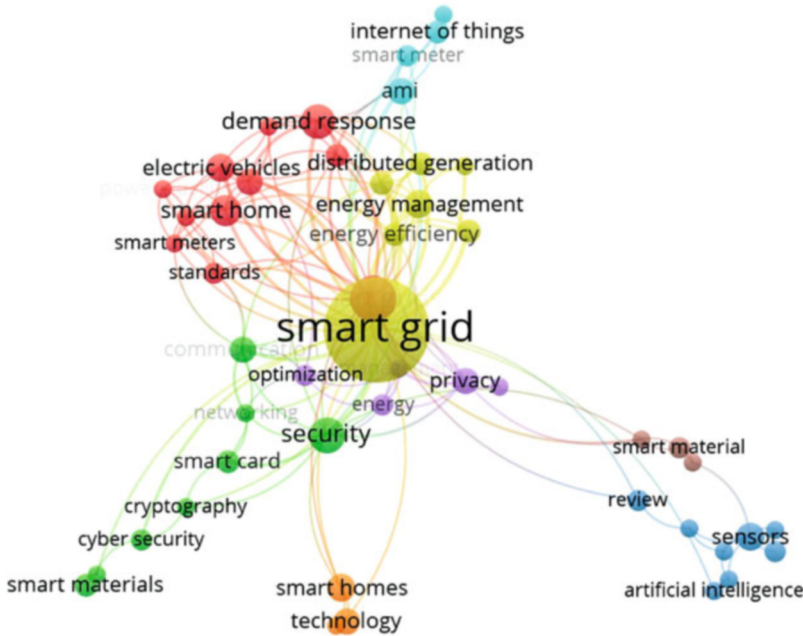 internet of things
smart meter
ami
demand response
electric vehicles
distributed generation
smart home
energy management
smart meters
energy efficiency
standards
smart grid
communication
optimization
privacy
energy
networking
security
smart card
smart material
cryptography
review
cyber security
sensors
smart materials
smart homes
artificial intelligence
technology